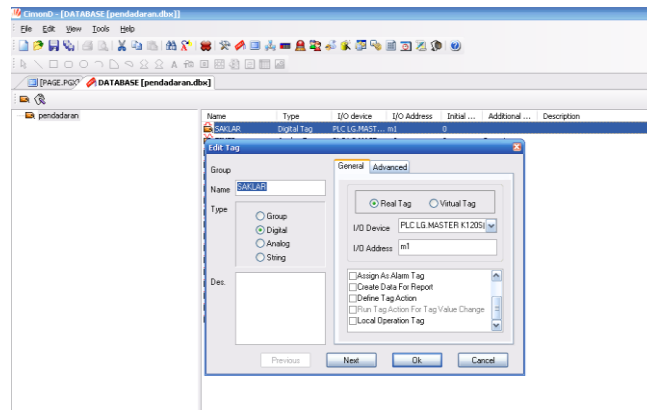 CimonD - [DATABASE [pendadaran.dbx]]
File Edit View Tools Help
[PAGE.PGX] DATABASE [pendadaran.dbx]
pendadaran
Name Type I/O device I/O Address Initial ... Additional ... Description
SAKLAR Digital Tag PLC LG.MAST... m1 0
Edit Tag
Group
Name SAKLAR
Type
Group
Digital
Analog
String
Des.
General Advanced
Real Tag Virtual Tag
I/O Device PLC LG.MASTER K120S(
I/O Address m1
Assign As Alarm Tag
Create Data For Report
Define Tag Action
Run Tag Action For Tag Value Change
Local Operation Tag
Previous Next Ok Cancel